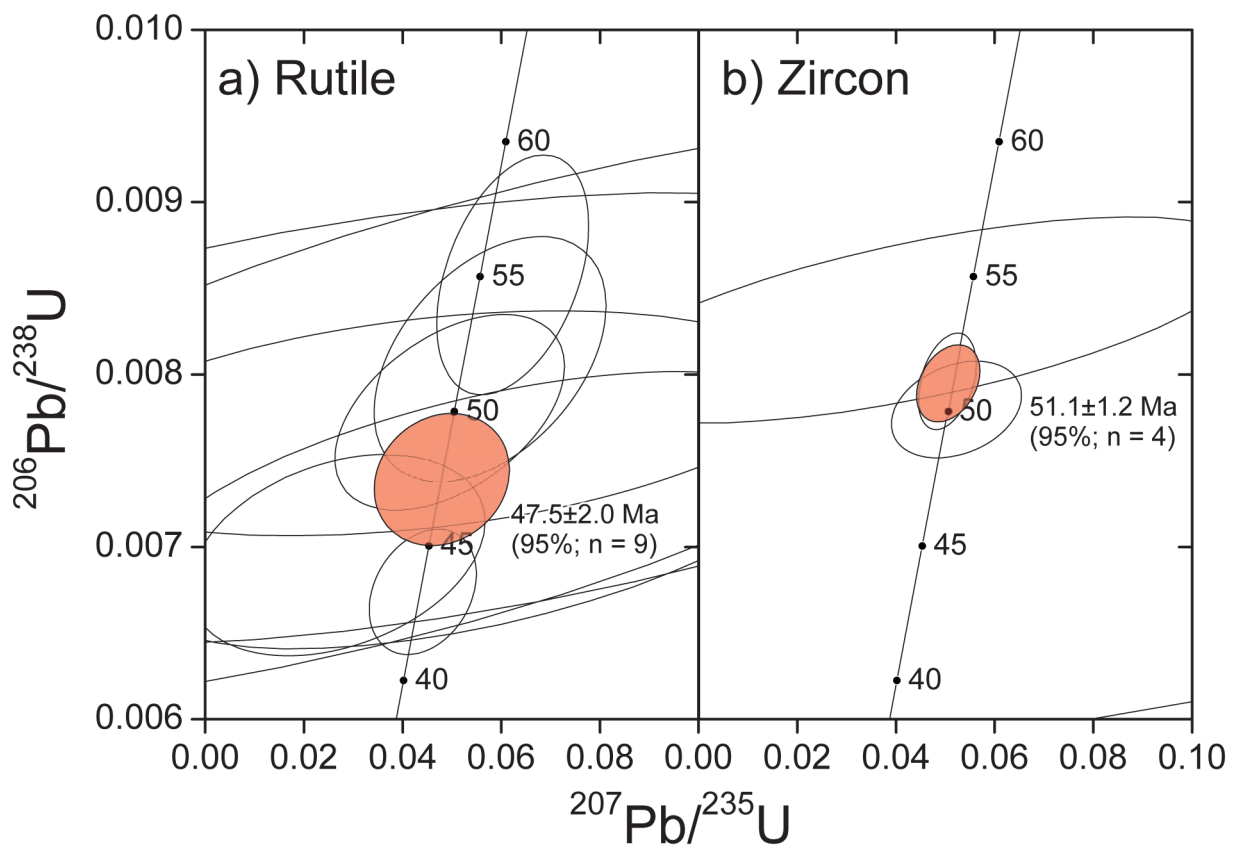 a) Rutile
b) Zircon
0.010
0.009
0.008
0.007
0.006
206Pb/238U
60
55
50
45
40
47.5±2.0 Ma
(95%; n = 9)
60
55
50
45
40
51.1±1.2 Ma
(95%; n = 4)
0.00 0.02 0.04 0.06 0.08 0.00 0.02 0.04 0.06 0.08 0.10
207Pb/235U